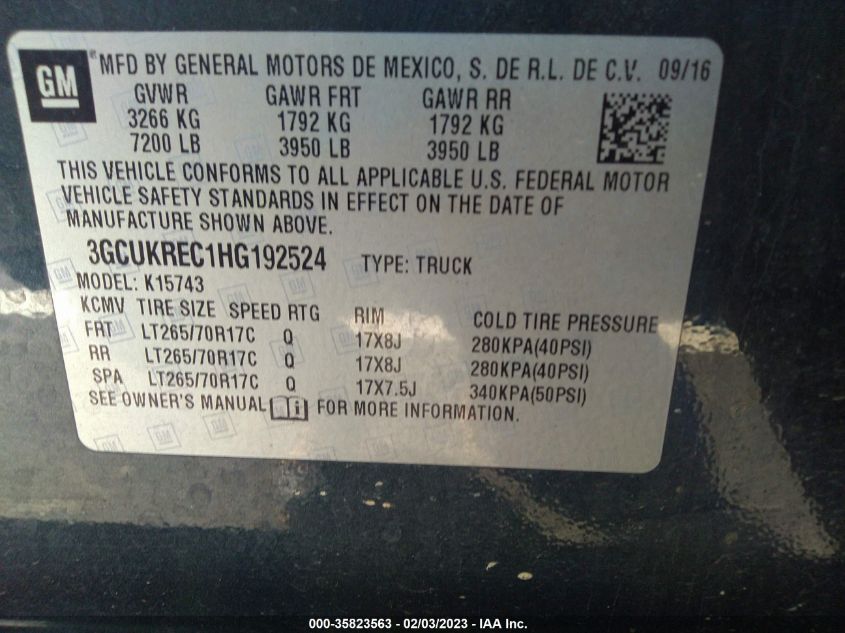 GM ® MFD BY GENERAL MOTORS DE MEXICO, S. DE R.L. DE C.V. 09/16
GVWR GAWR FRT GAWR RR
3266 KG 1792 KG 1792 KG
7200 LB 3950 LB 3950 LB
THIS VEHICLE CONFORMS TO ALL APPLICABLE U.S. FEDERAL MOTOR
VEHICLE SAFETY STANDARDS IN EFFECT ON THE DATE OF
MANUFACTURE SHOWN ABOVE.
3GCUKREC1HG192524 TYPE: TRUCK
MODEL: K15743
KCMV TIRE SIZE SPEED RTG RIM COLD TIRE PRESSURE
FRT LT265/70R17C Q 17X8J 280KPA(40PSI)
RR LT265/70R17C Q 17X8J 280KPA(40PSI)
SPA LT265/70R17C Q 17X7.5J 340KPA(50PSI)
SEE OWNER'S MANUAL i FOR MORE INFORMATION.
000-35823563 — 02/03/2023 — IAA Inc.